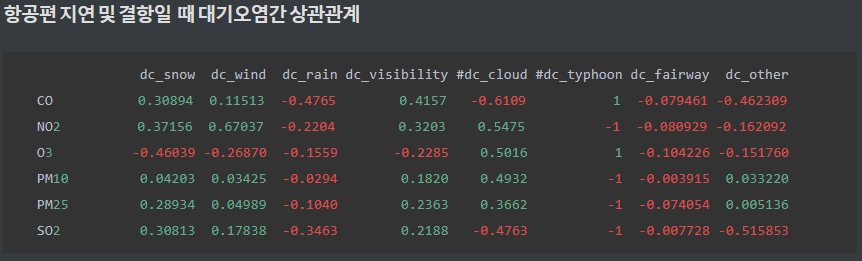 항공편 지연 및 결항일 때 대기오염간 상관관계
dc_snow dc_wind dc_rain dc_visibility #dc_cloud #dc_typhoon dc_fairway dc_other
CO 0.30894 0.11513 -0.4765 0.4157 -0.6109 1 -0.079461 -0.462309
NO2 0.37156 0.67037 -0.2204 0.3203 0.5475 -1 -0.080929 -0.162092
O3 -0.46039 -0.26870 -0.1559 -0.2285 0.5016 1 -0.104226 -0.151760
PM10 0.04203 0.03425 -0.0294 0.1820 0.4932 -1 -0.003915 0.033220
PM25 0.28934 0.04989 -0.1040 0.2363 0.3662 -1 -0.074054 0.005136
SO2 0.30813 0.17838 -0.3463 0.2188 -0.4763 -1 -0.007728 -0.515853